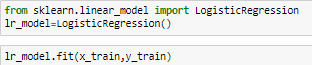 from sklearn.linear_model import LogisticRegression
lr_model=LogisticRegression()
lr_model.fit(x_train,y_train)